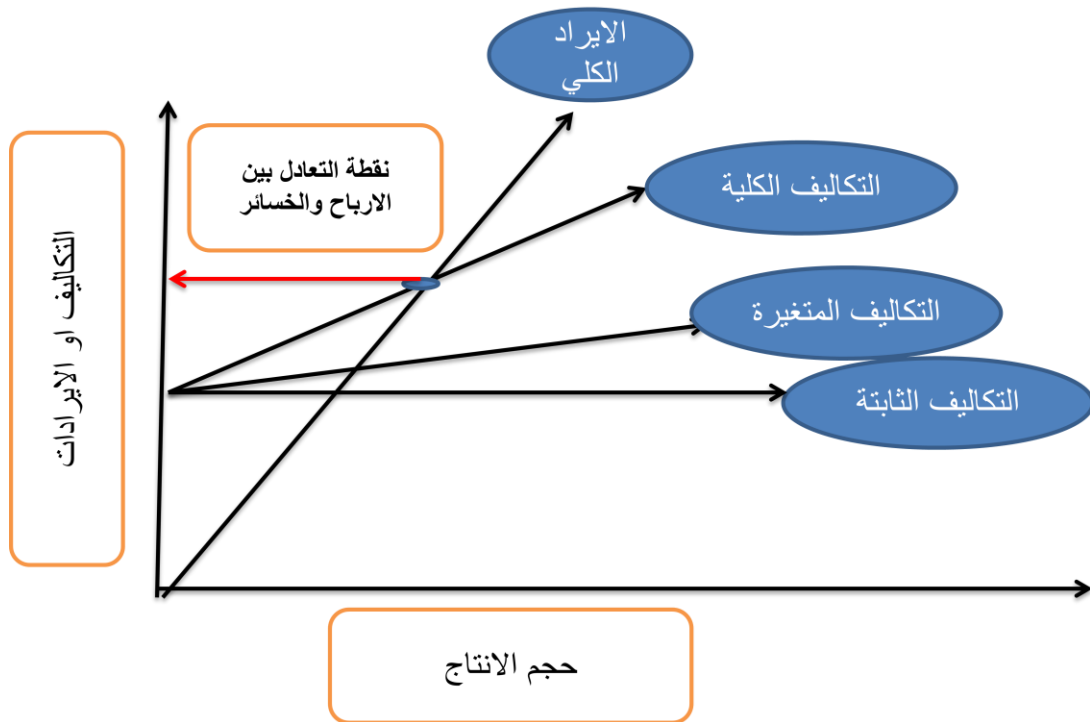 الايراد
الكلي
نقطة التعادل بين
الارباح والخسائر
التكاليف الكلية
التكاليف او الايرادات
التكاليف المتغيرة
التكاليف الثابتة
حجم الانتاج